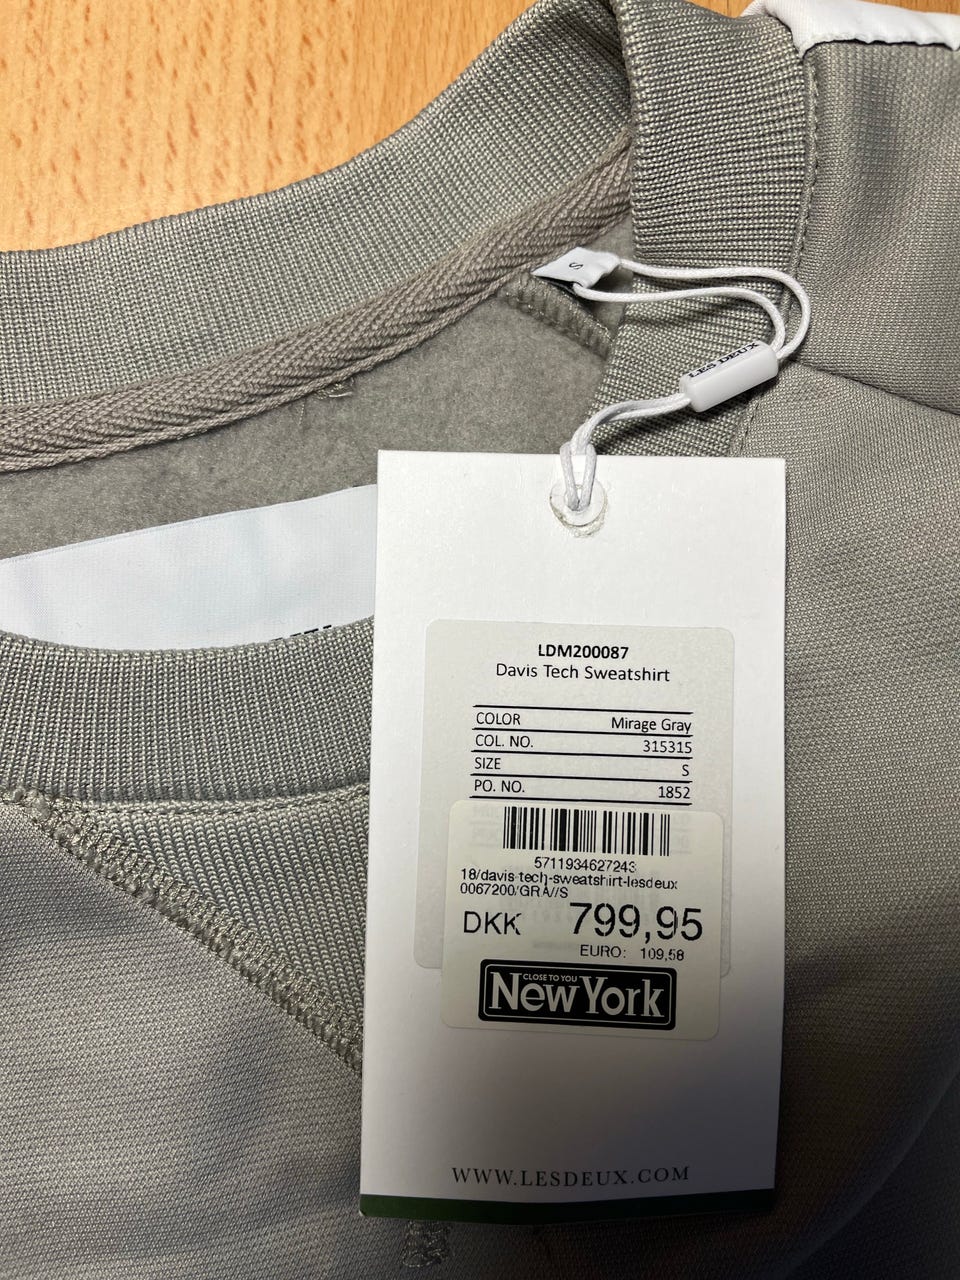 S
LES DEUX
LDM200087
Davis Tech Sweatshirt
COLOR Mirage Gray
COL. NO. 315315
SIZE S
PO. NO. 1852
5711934627243
18/davis-tech-sweatshirt-lesdeux
0067200/GRA//S
DKK 799,95
EURO: 109,58
CLOSE TO YOU
New York
WWW.LESDEUX.COM